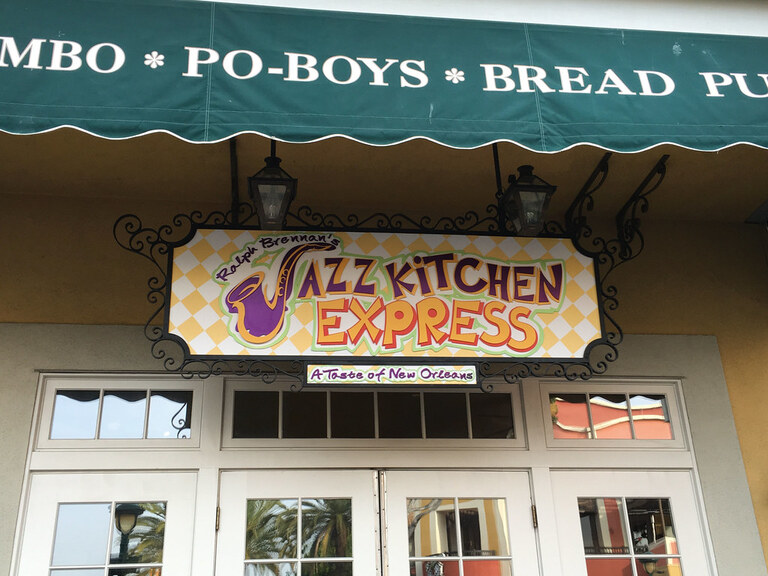 MBO * PO-BOYS * BREAD PU
Ralph Brennan's
JAZZ KiTCHEN
EXPRESS
A Taste of New Orleans